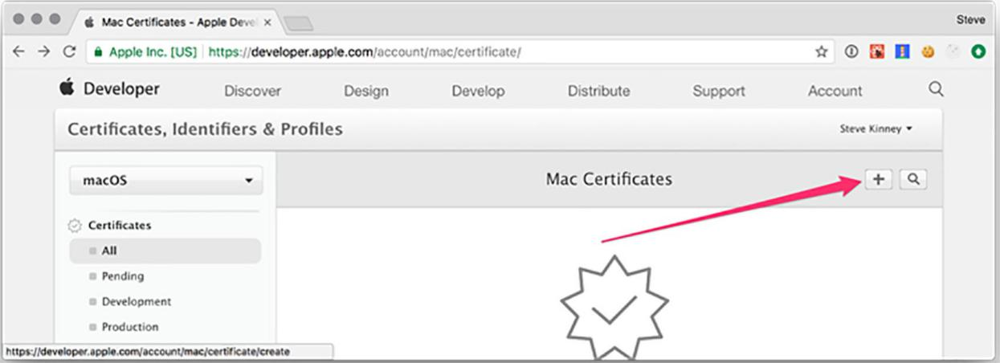 Mac Certificates - Apple Devel ×
Steve
Apple Inc. [US] https://developer.apple.com/account/mac/certificate/
Developer Discover Design Develop Distribute Support Account
Certificates, Identifiers & Profiles
Steve Kinney
macOS
Mac Certificates
Certificates
All
Pending
Development
Production
https://developer.apple.com/account/mac/certificate/create